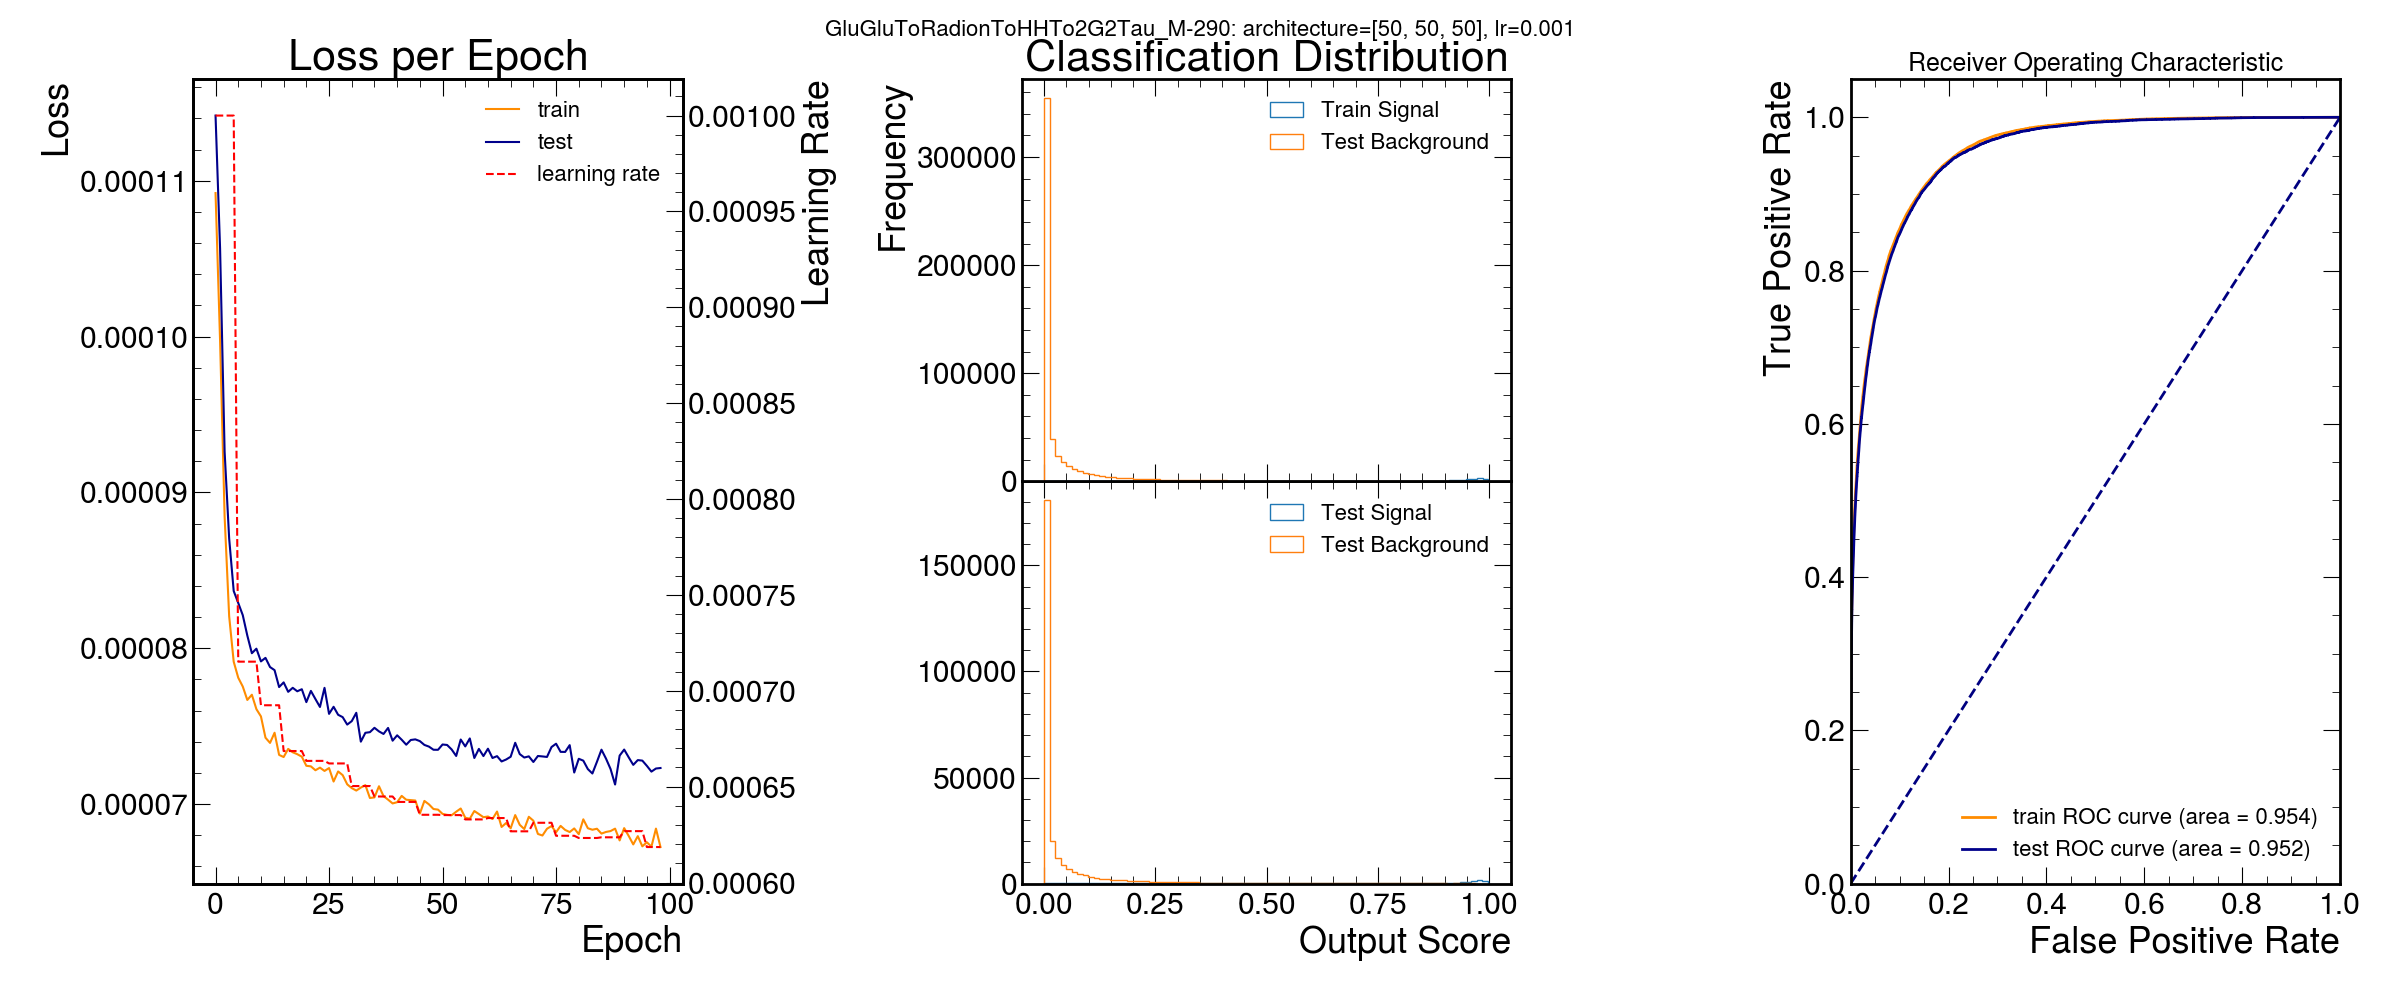 GluGluToRadionToHHTo2G2Tau_M-290: architecture=[50, 50, 50], lr=0.001
Loss per Epoch
Loss
0.00011
0.00010
0.00009
0.00008
0.00007
train
test
learning rate
0.00100
0.00095
0.00090
0.00085
0.00080
0.00075
0.00070
0.00065
0.00060
Learning Rate
0
25
50
75
100
Epoch
Classification Distribution
Frequency
300000
200000
100000
0
Train Signal
Test Background
150000
100000
50000
0
Test Signal
Test Background
0.00
0.25
0.50
0.75
1.00
Output Score
Receiver Operating Characteristic
True Positive Rate
1.0
0.8
0.6
0.4
0.2
0.0
train ROC curve (area = 0.954)
test ROC curve (area = 0.952)
0.0
0.2
0.4
0.6
0.8
1.0
False Positive Rate